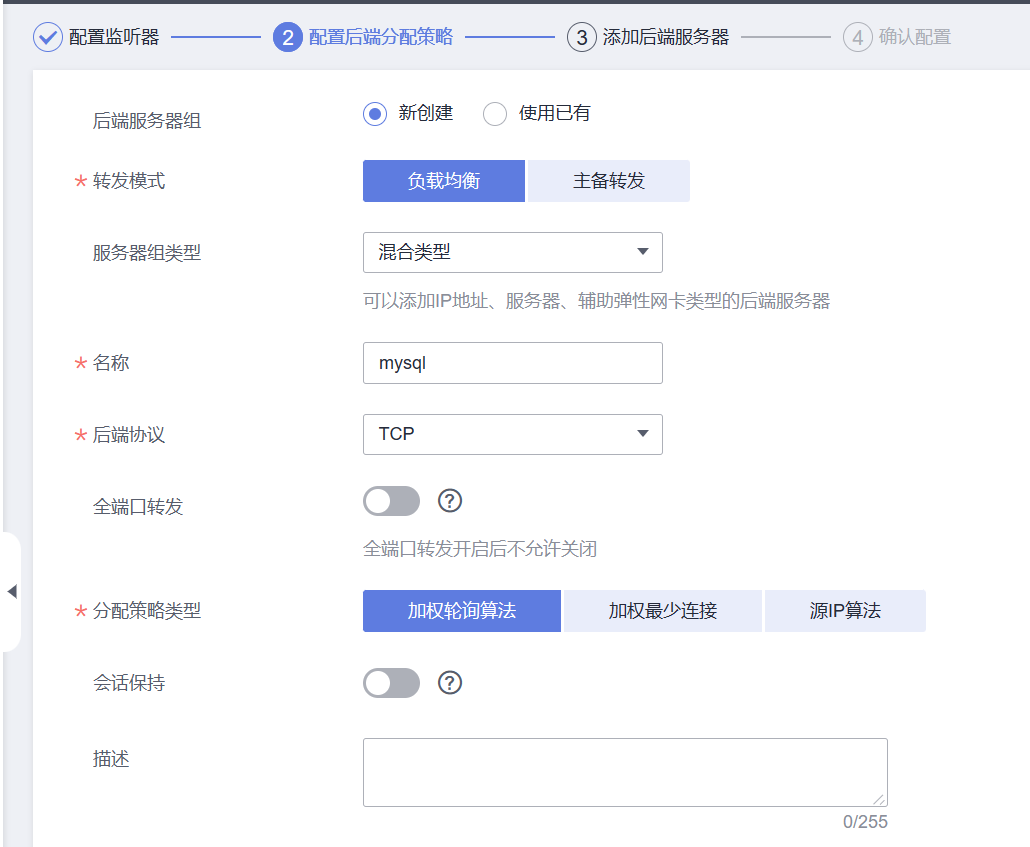 配置监听器 2 配置后端分配策略 3 添加后端服务器 4 确认配置
后端服务器组 新创建 使用已有
* 转发模式 负载均衡 主备转发
服务器组类型 混合类型
可以添加IP地址、服务器、辅助弹性网卡类型的后端服务器
* 名称 mysql
* 后端协议 TCP
全端口转发 ?
全端口转发开启后不允许关闭
* 分配策略类型 加权轮询算法 加权最少连接 源IP算法
会话保持 ?
描述
0/255